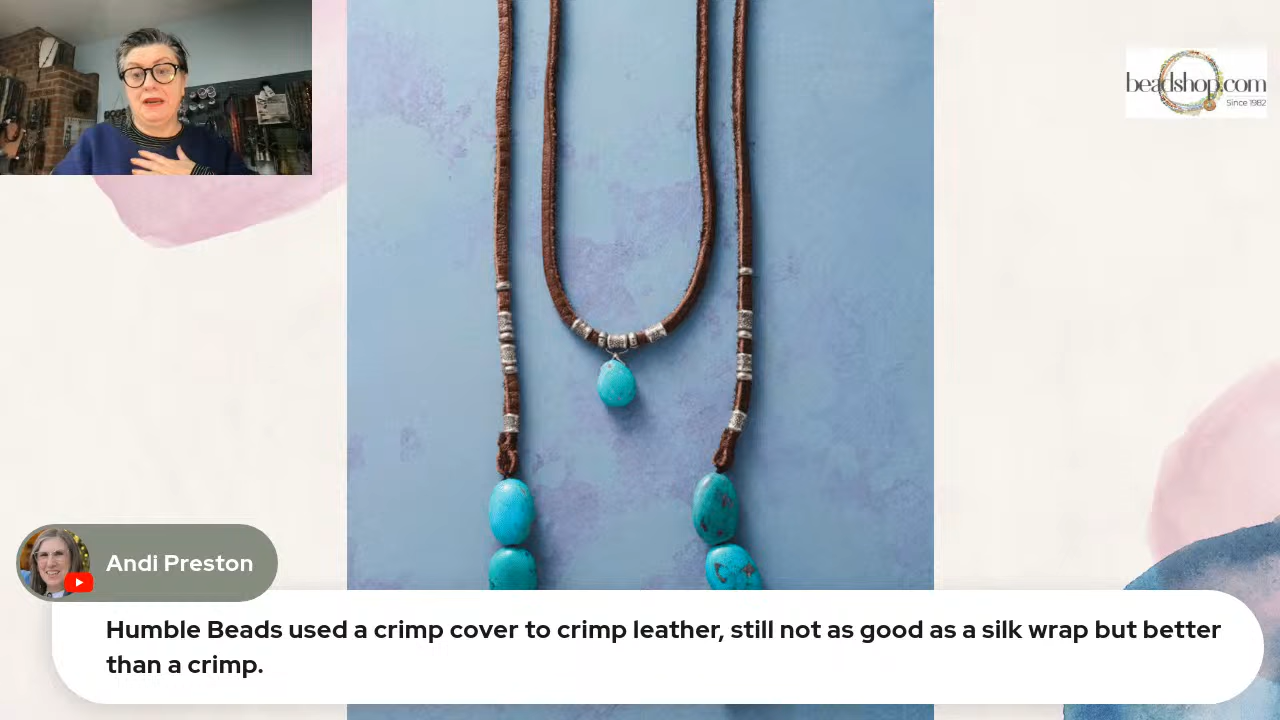 beadshop.com
Since 1982
Andi Preston
Humble Beads used a crimp cover to crimp leather, still not as good as a silk wrap but better
than a crimp.